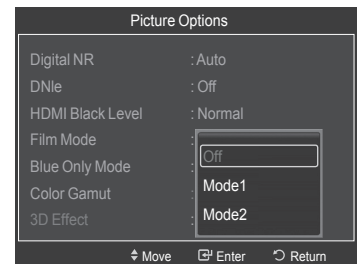 Picture Options
Digital NR : Auto
DNIe : Off
HDMI Black Level : Normal
Film Mode :
Off
Blue Only Mode :
Mode1
Color Gamut :
Mode2
3D Effect :
Move Enter Return